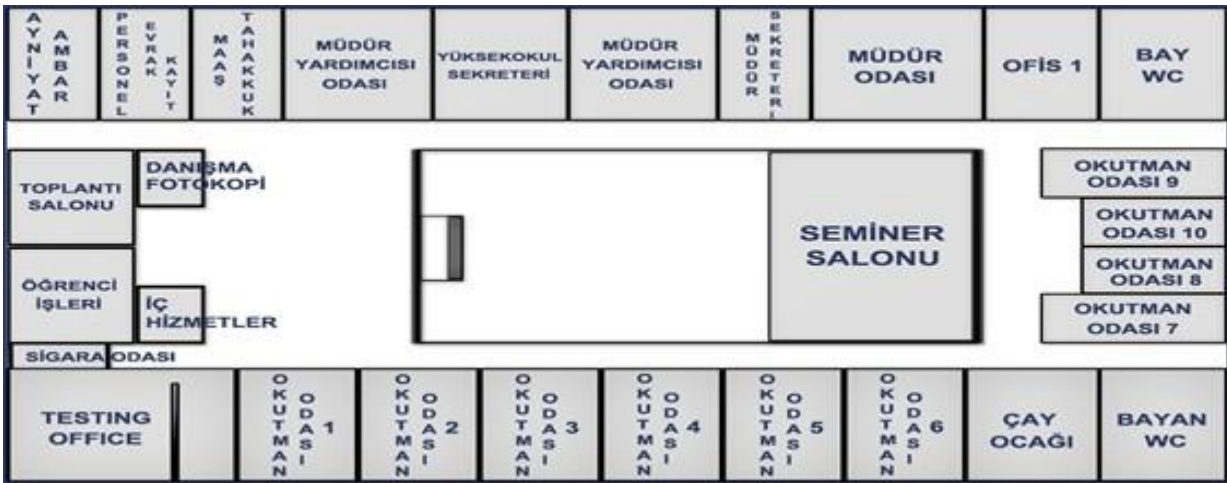 AYNİYAT
AMBAR
PERSONEL
EVRAK
KAYIT
MAAŞ
TAHAKKUK
MÜDÜR
YARDIMCISI
ODASI
YÜKSEKOKUL
SEKRETERİ
MÜDÜR
YARDIMCISI
ODASI
MÜDÜR
SEKRETERİ
MÜDÜR
ODASI
OFİS 1
BAY
WC
TOPLANTI
SALONU
DANIŞMA
FOTOKOPİ
SEMİNER
SALONU
OKUTMAN
ODASI 9
OKUTMAN
ODASI 10
OKUTMAN
ODASI 8
OKUTMAN
ODASI 7
ÖĞRENCİ
İŞLERİ
İÇ
HİZMETLER
SİGARA ODASI
TESTING
OFFICE
OKUTMAN
ODASI 1
OKUTMAN
ODASI 2
OKUTMAN
ODASI 3
OKUTMAN
ODASI 4
OKUTMAN
ODASI 5
OKUTMAN
ODASI 6
ÇAY
OCAĞI
BAYAN
WC